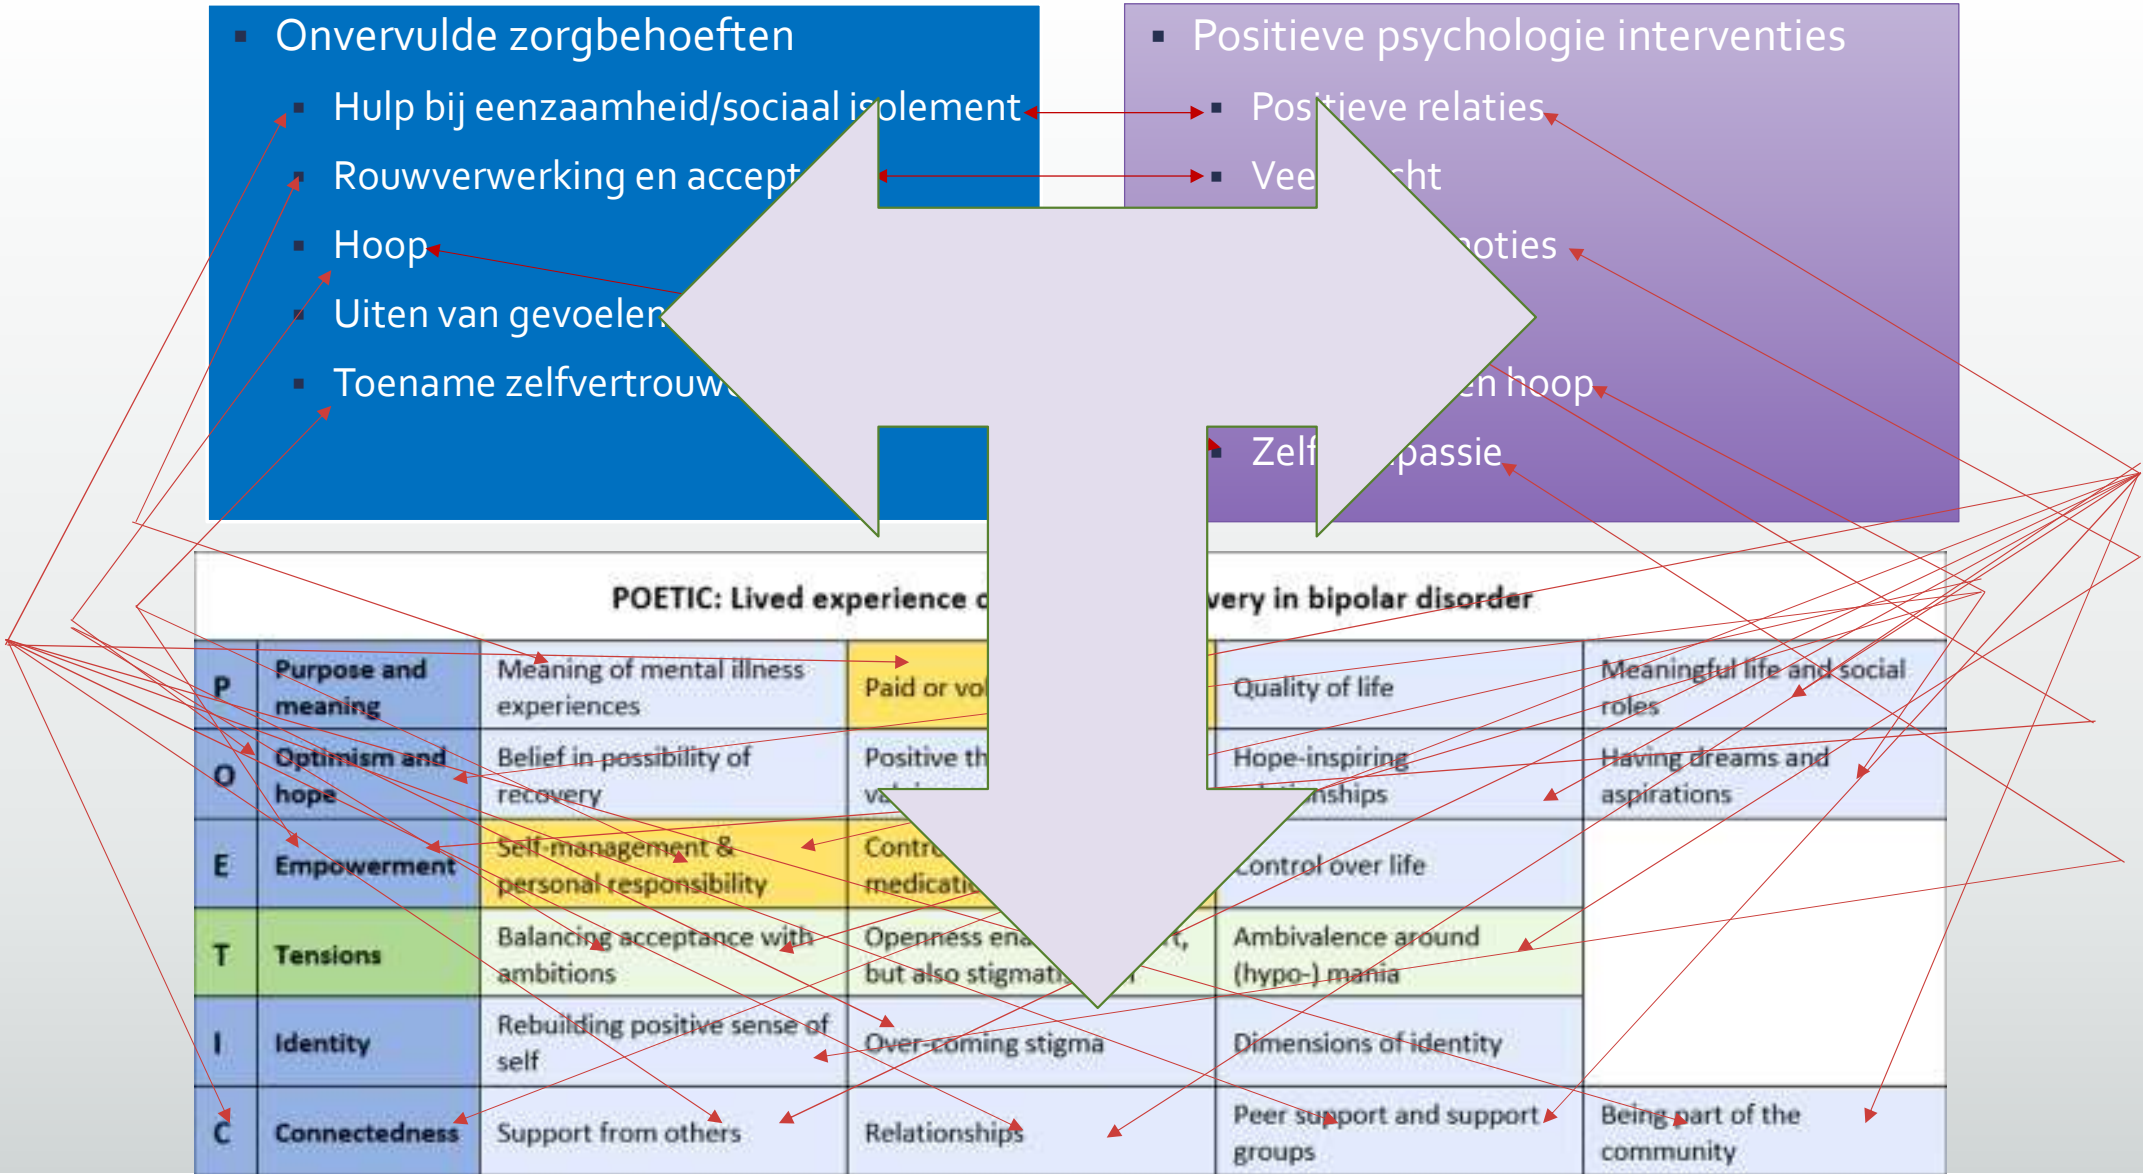 Onvervulde zorgbehoeften
Hulp bij eenzaamheid/sociaal isolement
Rouwverwerking en accept
Hoop
Uiten van gevoelen
Toename zelfvertrouw
Positieve psychologie interventies
Positieve relaties
Vee cht
oties
en hoop
Zelf passie
POETIC: Lived experience very in bipolar disorder
P
Purpose and
meaning
Meaning of mental illness
experiences
Paid or vol
Quality of life
Meaningful life and social
roles
O
Optimism and
hope
Belief in possibility of
recovery
Positive th
Hope-inspiring
nships
Having dreams and
aspirations
E
Empowerment
Self-management &
personal responsibility
Contro
medicatio
Control over life
T
Tensions
Balancing acceptance with
ambitions
Openness ena t,
but also stigmatis
Ambivalence around
(hypo-) mania
I
Identity
Rebuilding positive sense of
self
Over-coming stigma
Dimensions of identity
C
Connectedness
Support from others
Relationships
Peer support and support
groups
Being part of the
community